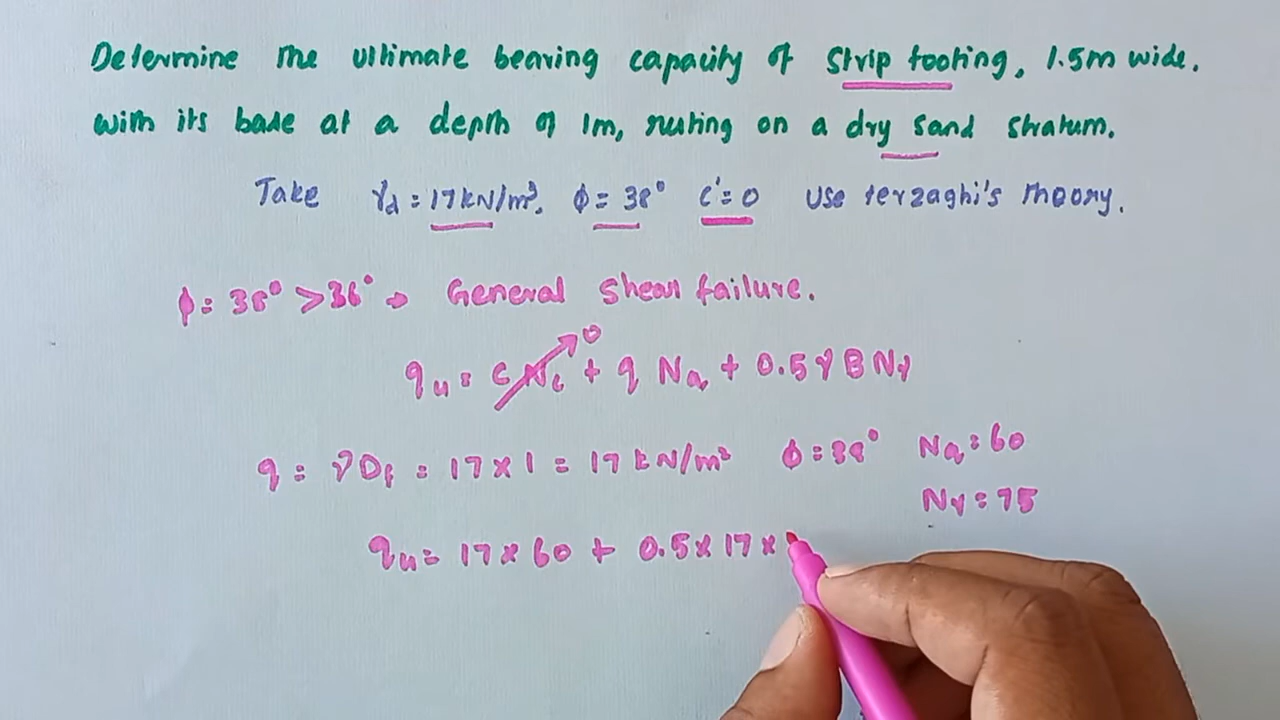 Determine the ultimate bearing capacity of strip footing, 1.5m wide.
with its base at a depth of 1m, resting on a dry sand stratum.
Take γd = 17kN/m³. ϕ = 38° c'=0 Use terzaghi's theory.
ϕ = 38° > 36° → General Shear failure.
qu = c Nc + q Nq + 0.5 γ B Nγ 0
q = γDf = 17 × 1 = 17 kN/m² ϕ = 38° Nq = 60
Nγ = 75
qu = 17 × 60 + 0.5 × 17 ×